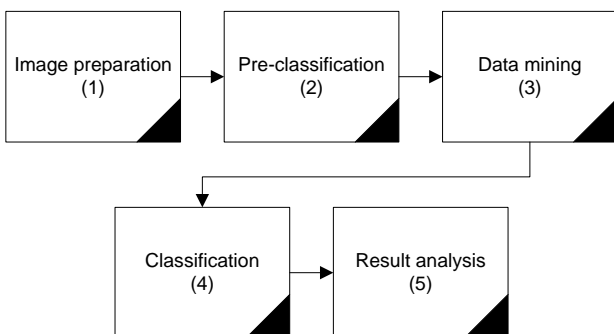 Image preparation
(1)
Pre-classification
(2)
Data mining
(3)
Classification
(4)
Result analysis
(5)